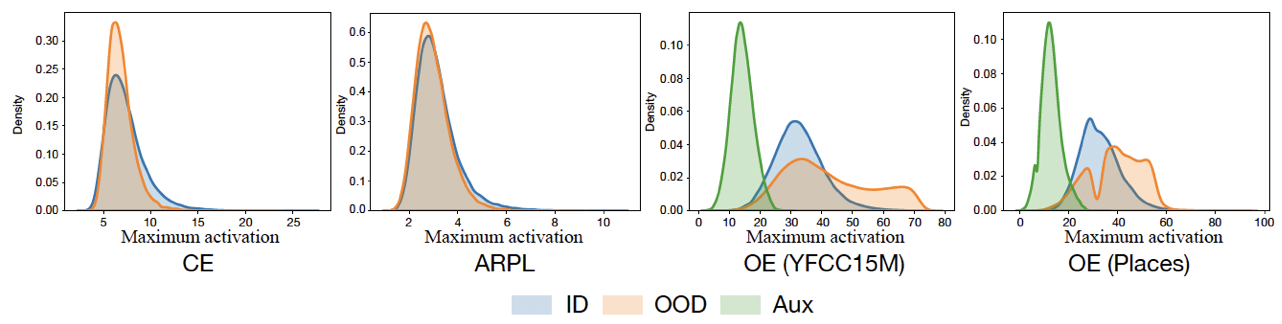 0.30
0.25
0.20
0.15
0.10
0.05
0.00
Density
5 10 15 20 25
Maximum activation
CE
0.6
0.5
0.4
0.3
0.2
0.1
0.0
Density
2 4 6 8 10
Maximum activation
ARPL
0.10
0.08
0.06
0.04
0.02
0.00
Density
0 10 20 30 40 50 60 70 80
Maximum activation
OE (YFCC15M)
0.10
0.08
0.06
0.04
0.02
0.00
Density
0 20 40 60 80 100
Maximum activation
OE (Places)
ID OOD Aux